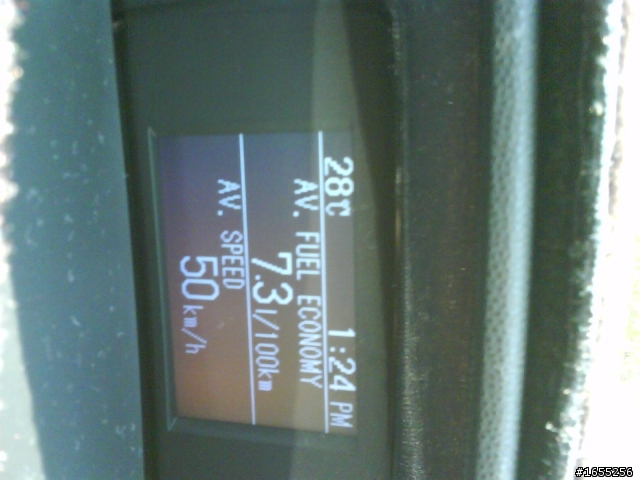 28°C 1:24 PM
AV. FUEL ECONOMY
7.3 l/100km
AV. SPEED
50 km/h
#1655256